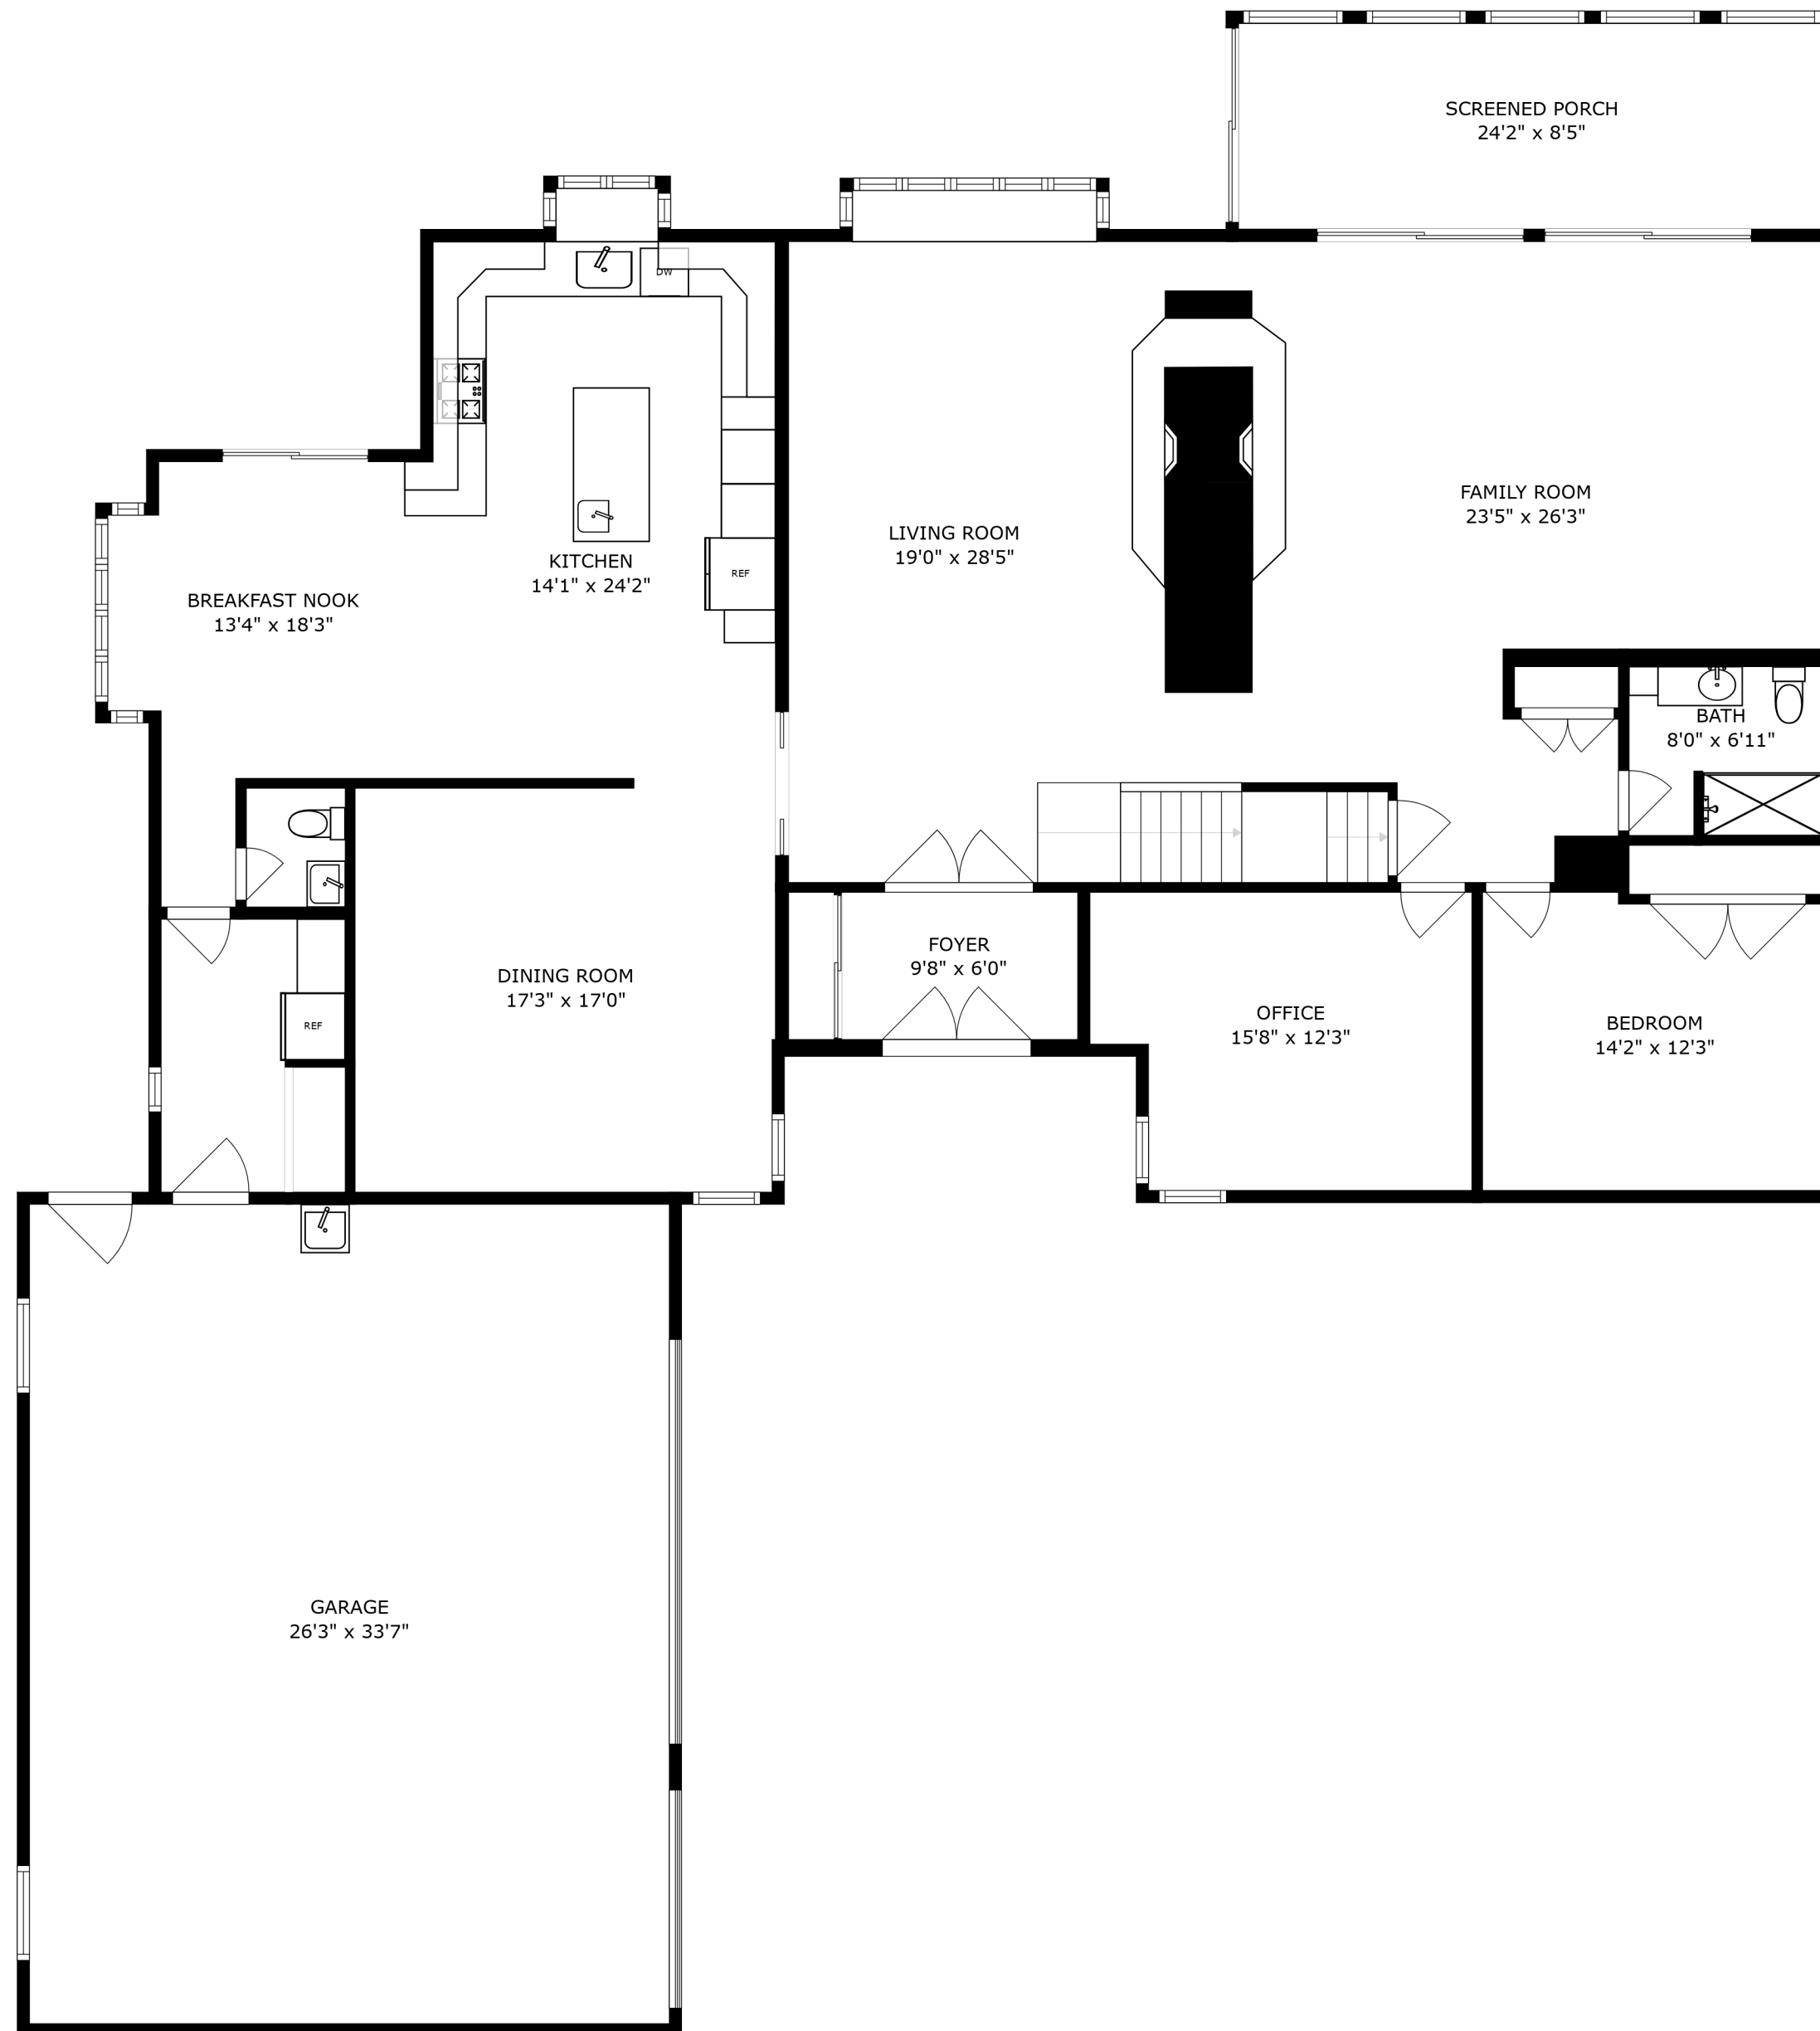 SCREENED PORCH
24'2" x 8'5"
DW
FAMILY ROOM
23'5" x 26'3"
LIVING ROOM
19'0" x 28'5"
KITCHEN
14'1" x 24'2"
REF
BREAKFAST NOOK
13'4" x 18'3"
BATH
8'0" x 6'11"
FOYER
9'8" x 6'0"
DINING ROOM
17'3" x 17'0"
OFFICE
15'8" x 12'3"
BEDROOM
14'2" x 12'3"
REF
GARAGE
26'3" x 33'7"